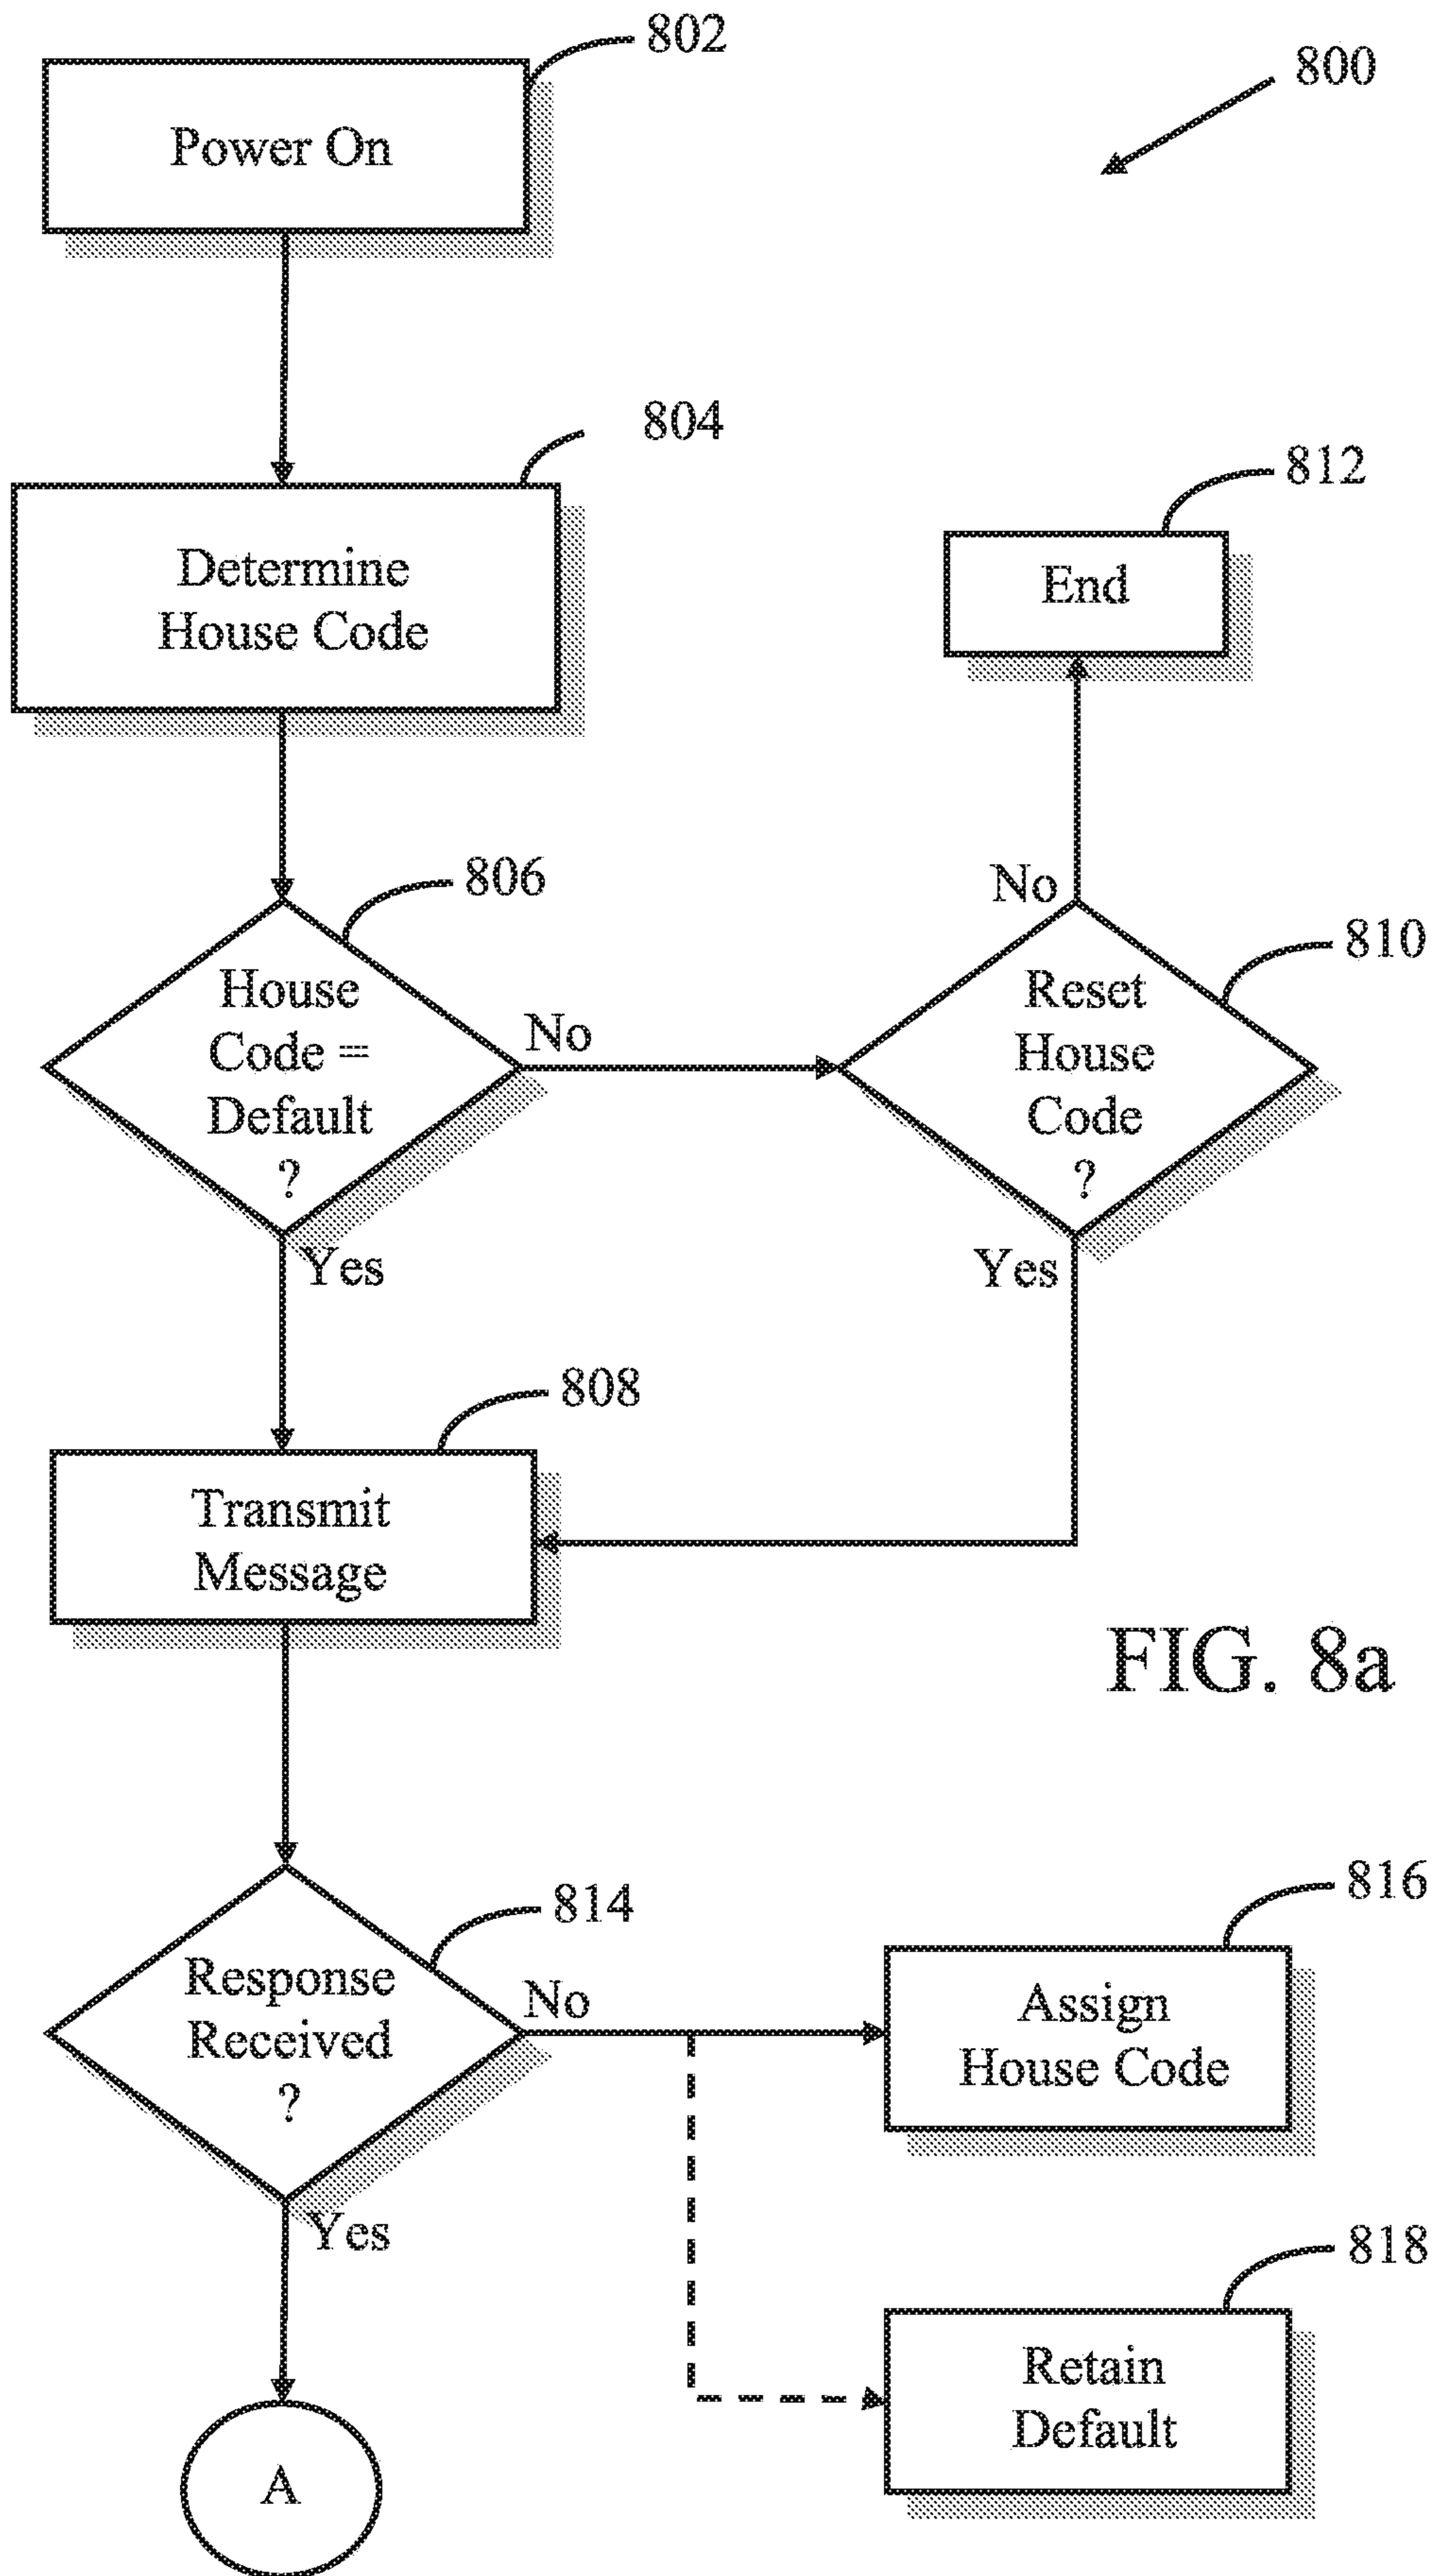 802
800
Power On
804
812
Determine
House Code
End
806
No
810
House
Code =
Default
?
No
Reset
House
Code
?
Yes
Yes
808
Transmit
Message
FIG. 8a
814
816
Response
Received
?
No
Assign
House Code
Yes
818
Retain
Default
A